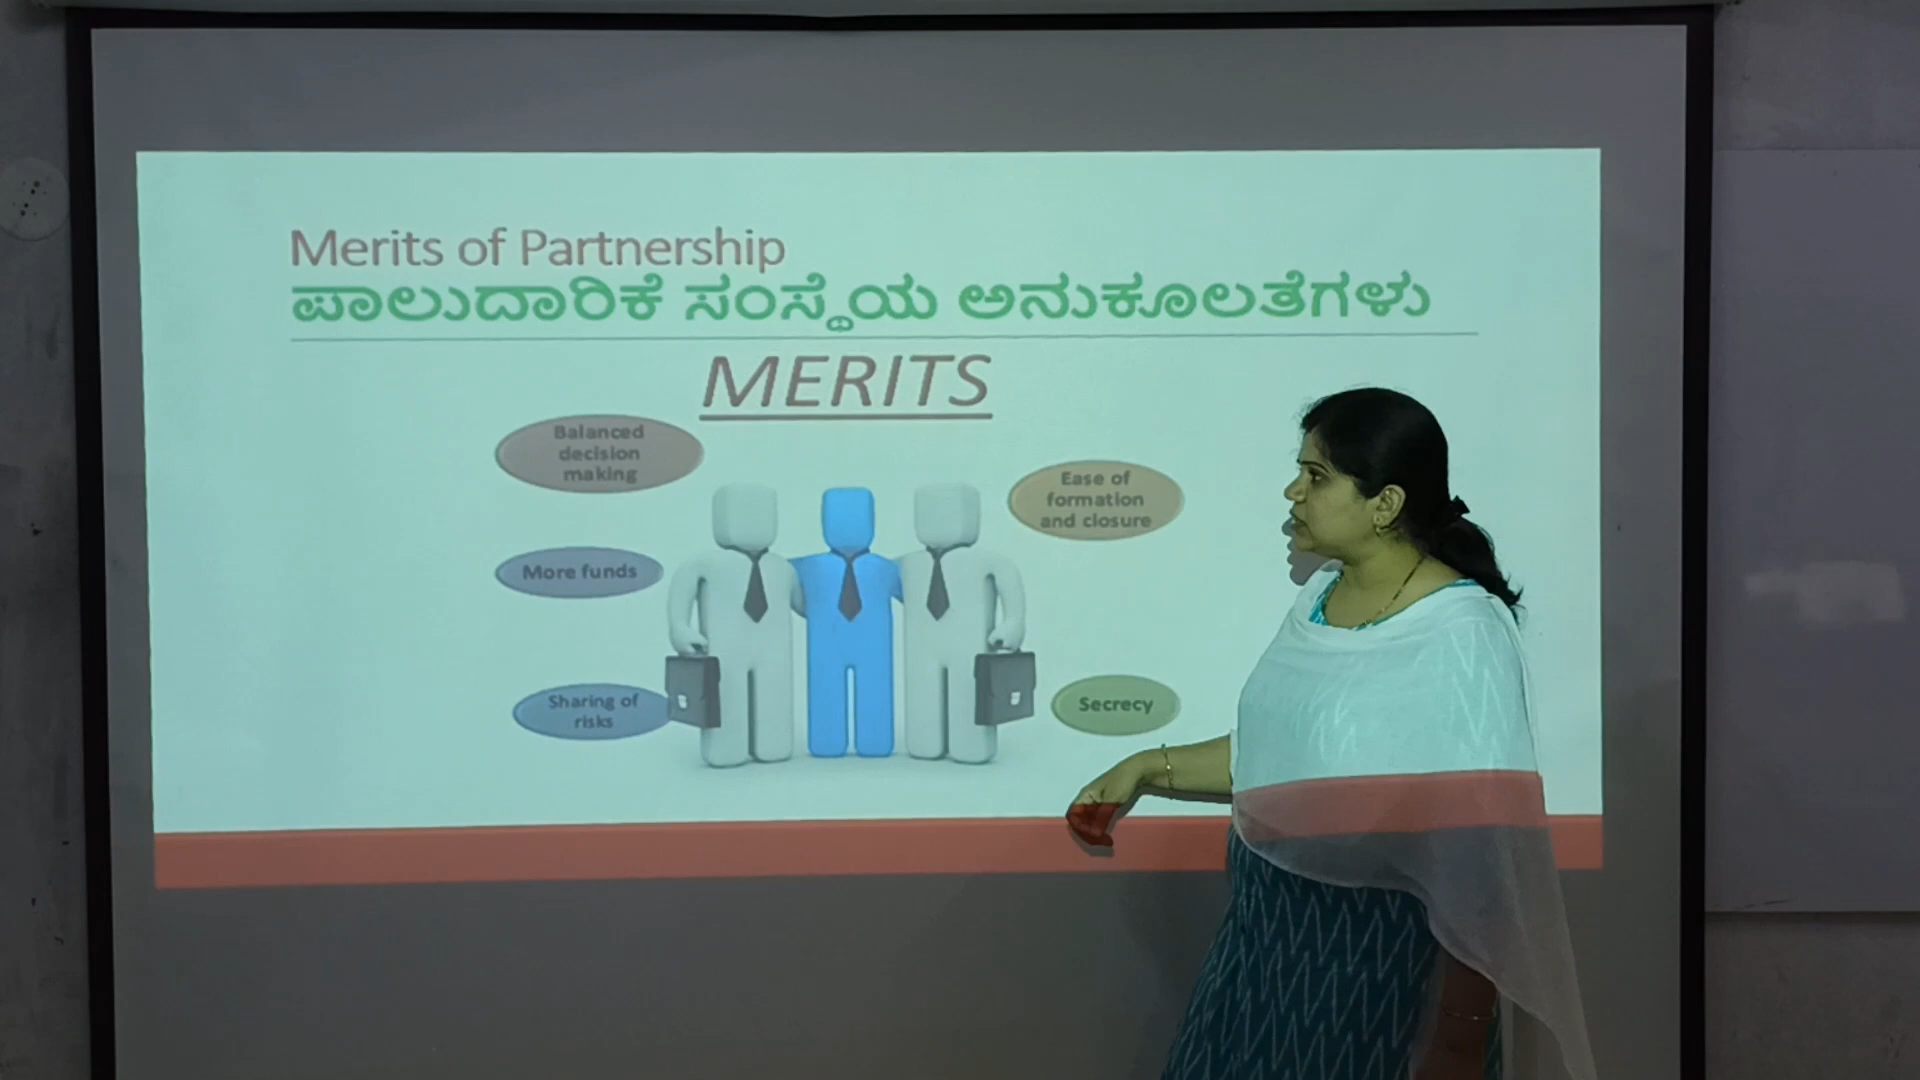 Merits of Partnership
ಪಾಲುದಾರಿಕೆ ಸಂಸ್ಥೆಯ ಅನುಕೂಲತೆಗಳು
MERITS
Balanced
decision
making
More funds
Sharing of
risks
Ease of
formation
and closure
Secrecy